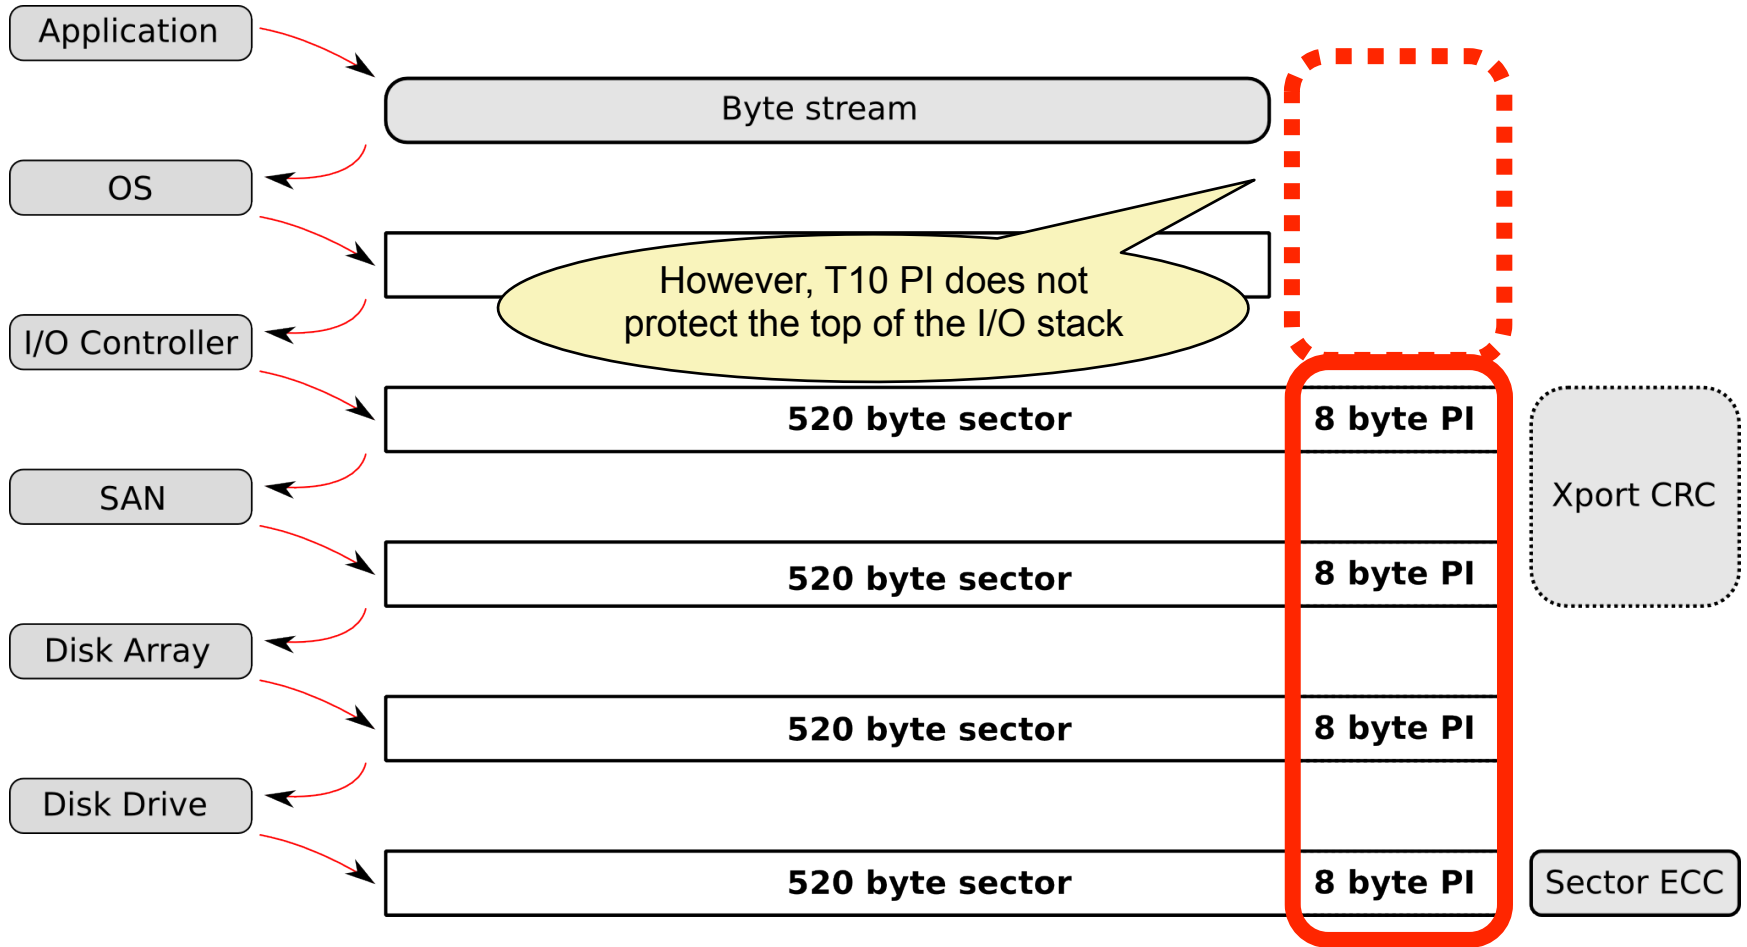 Application
Byte stream
OS
However, T10 PI does not
protect the top of the I/O stack
I/O Controller
520 byte sector 8 byte PI
SAN
Xport CRC
520 byte sector 8 byte PI
Disk Array
520 byte sector 8 byte PI
Disk Drive
520 byte sector 8 byte PI
Sector ECC